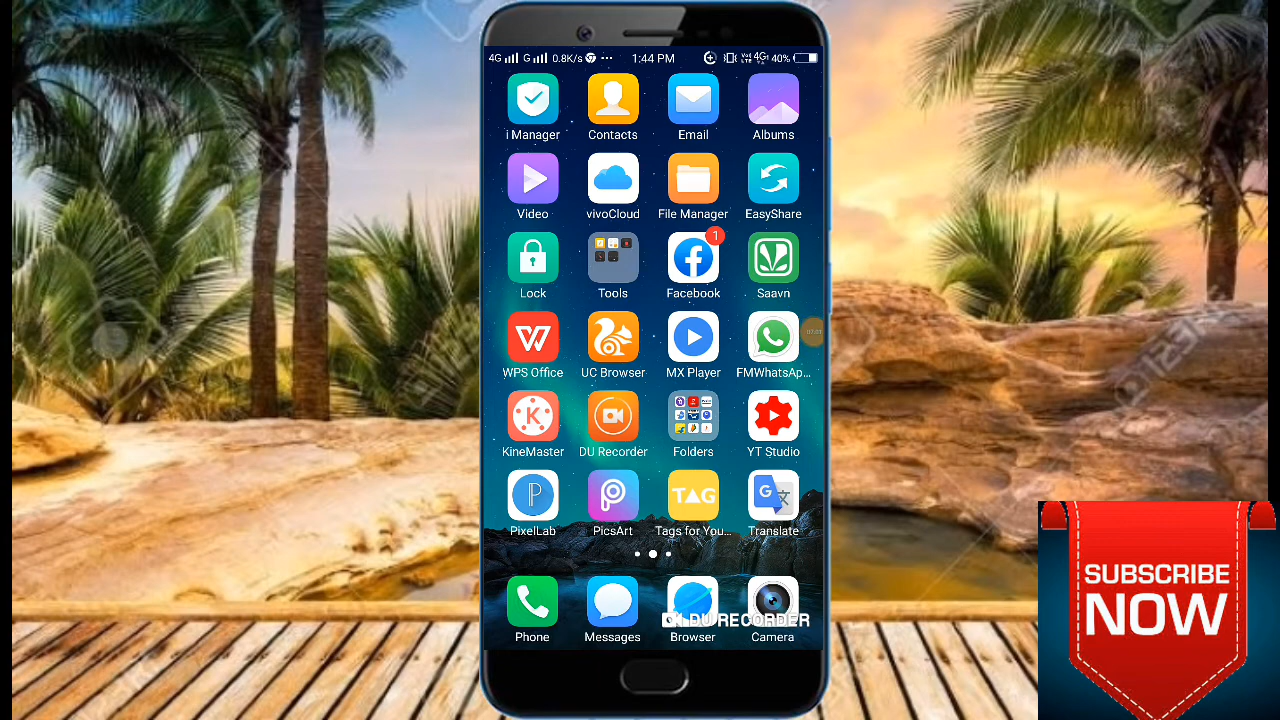 4G G 0.8K/s 1:44 PM 4G+ 40%
i Manager Contacts Email Albums
Video vivoCloud File Manager EasyShare
1
Lock Tools Facebook Saavn
WPS Office UC Browser MX Player FMWhatsAp...
KineMaster DU Recorder Folders YT Studio
TAG
PixelLab PicsArt Tags for You... Translate
DU RECORDER
Phone Messages Browser Camera
SUBSCRIBE
NOW